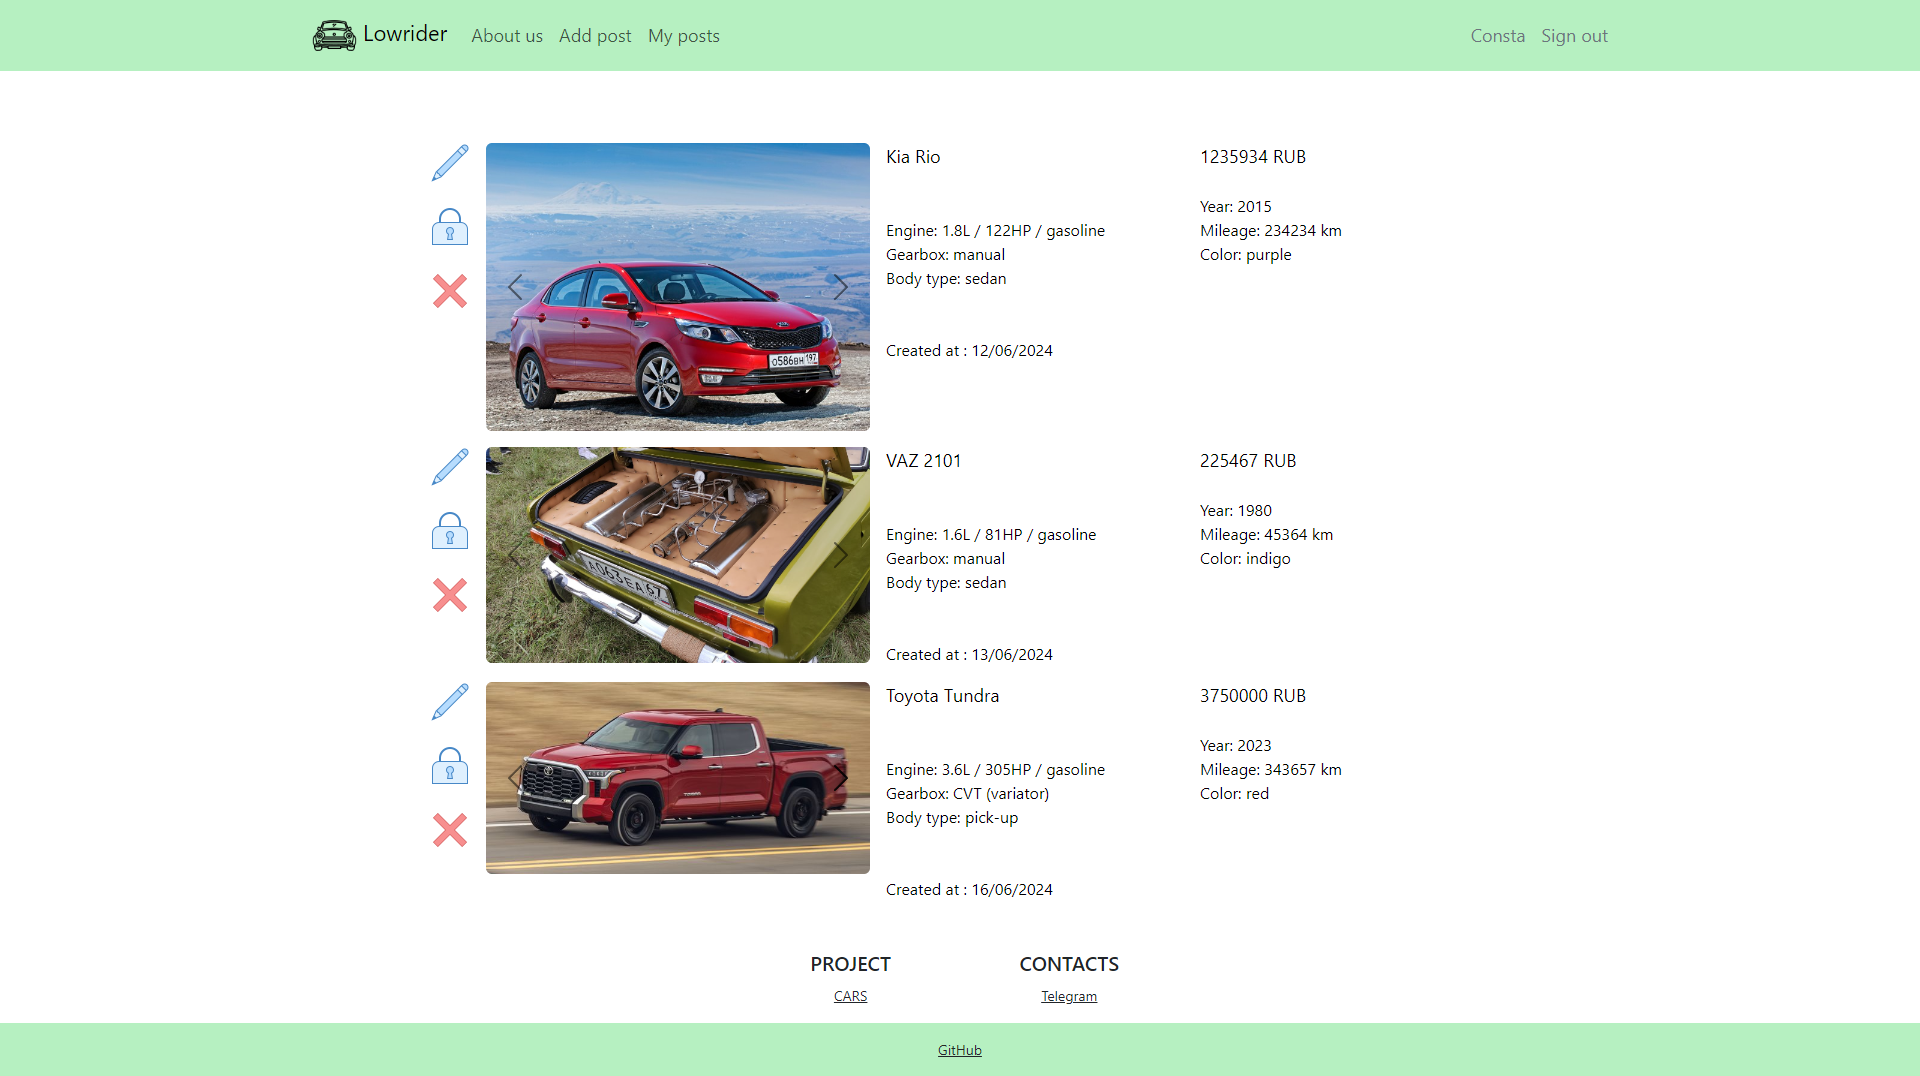 Lowrider
About us
Add post
My posts
Consta
Sign out
Kia Rio
1235934 RUB
Year: 2015
Engine: 1.8L / 122HP / gasoline
Mileage: 234234 km
Gearbox: manual
Color: purple
Body type: sedan
Created at : 12/06/2024
О586ВН 197
VAZ 2101
225467 RUB
Year: 1980
Engine: 1.6L / 81HP / gasoline
Mileage: 45364 km
Gearbox: manual
Color: indigo
Body type: sedan
Created at : 13/06/2024
А063ЕА 67
Toyota Tundra
3750000 RUB
Year: 2023
Engine: 3.6L / 305HP / gasoline
Mileage: 343657 km
Gearbox: CVT (variator)
Color: red
Body type: pick-up
Created at : 16/06/2024
PROJECT
CONTACTS
CARS
Telegram
GitHub